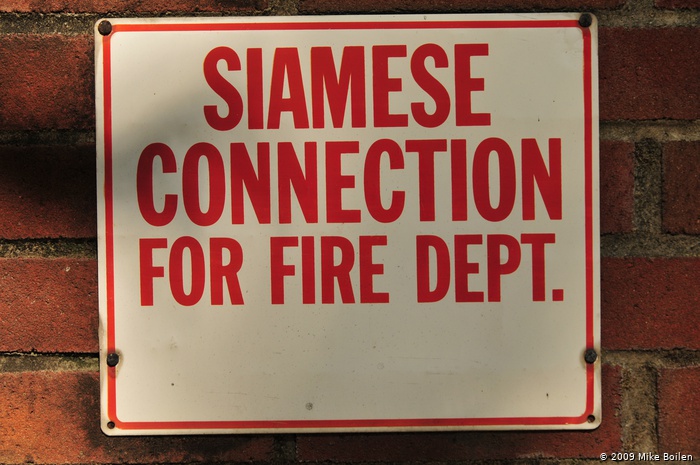 SIAMESE
CONNECTION
FOR FIRE DEPT.
© 2009 Mike Boilen